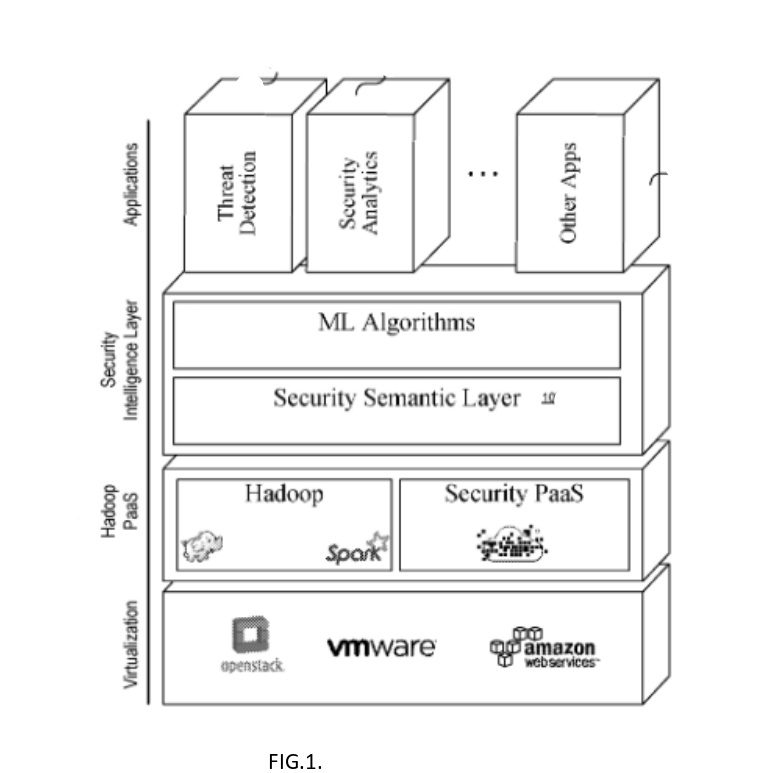 Applications
Threat
Detection
Security
Analytics
...
Other Apps
Security
Intelligence Layer
ML Algorithms
Security Semantic Layer 10
Hadoop
PaaS
Hadoop
Spark
Security PaaS
Virtualization
openstack
vmware
amazon
webservices
FIG.1.